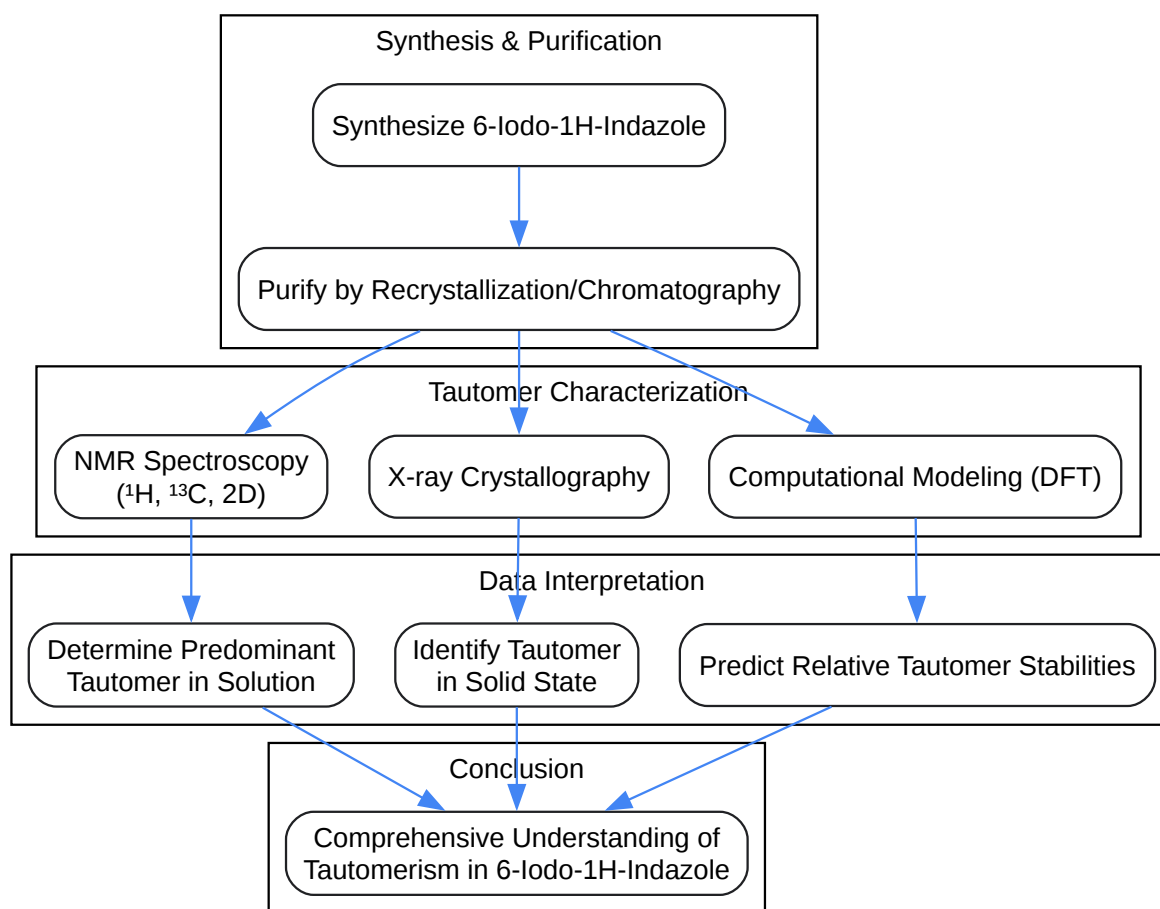 Synthesis & Purification
Synthesize 6-Iodo-1H-Indazole
Purify by Recrystallization/Chromatography
Tautomer Characterization
NMR Spectroscopy
(¹H, ¹³C, 2D)
X-ray Crystallography
Computational Modeling (DFT)
Data Interpretation
Determine Predominant
Tautomer in Solution
Identify Tautomer
in Solid State
Predict Relative Tautomer Stabilities
Conclusion
Comprehensive Understanding of
Tautomerism in 6-Iodo-1H-Indazole